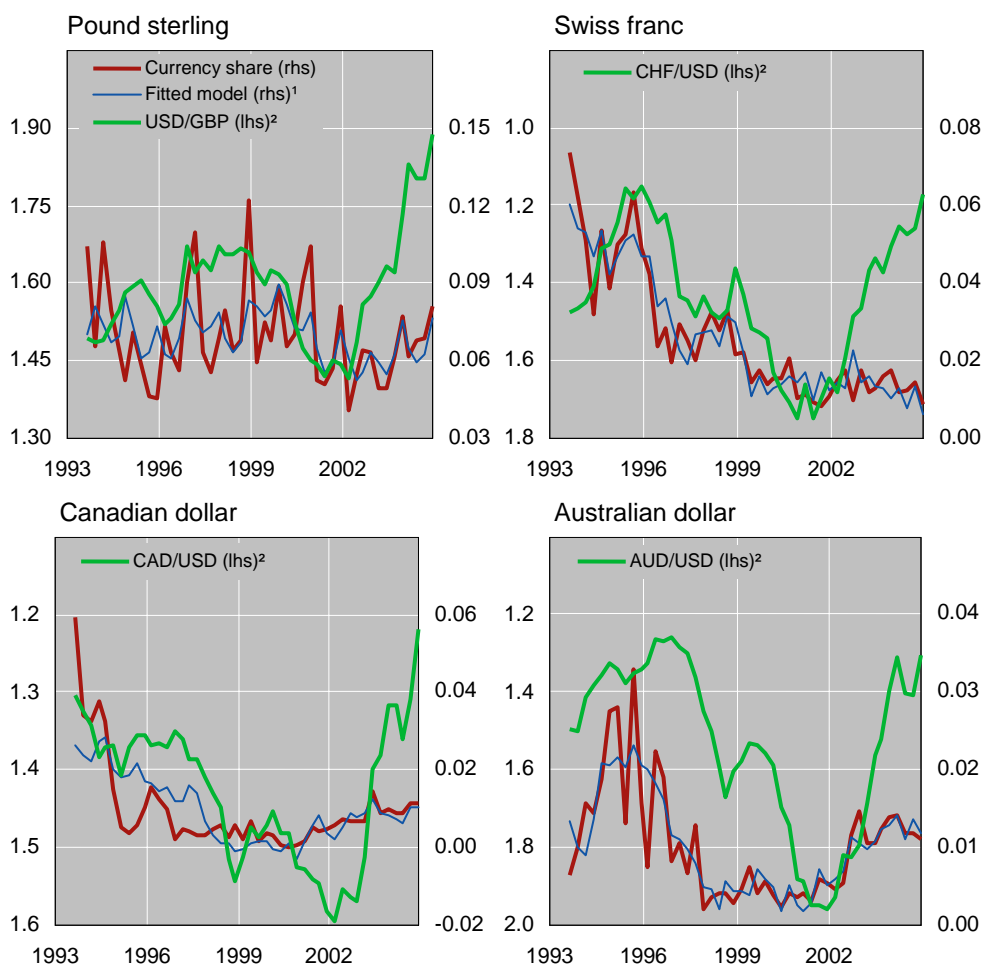 Pound sterling
Currency share (rhs)
Fitted model (rhs)¹
USD/GBP (lhs)²
1.90
1.75
1.60
1.45
1.30
0.15
0.12
0.09
0.06
0.03
1993 1996 1999 2002
Swiss franc
CHF/USD (lhs)²
1.0
1.2
1.4
1.6
1.8
0.08
0.06
0.04
0.02
0.00
1993 1996 1999 2002
Canadian dollar
CAD/USD (lhs)²
1.2
1.3
1.4
1.5
1.6
0.06
0.04
0.02
0.00
-0.02
1993 1996 1999 2002
Australian dollar
AUD/USD (lhs)²
1.2
1.4
1.6
1.8
2.0
0.04
0.03
0.02
0.01
0.00
1993 1996 1999 2002